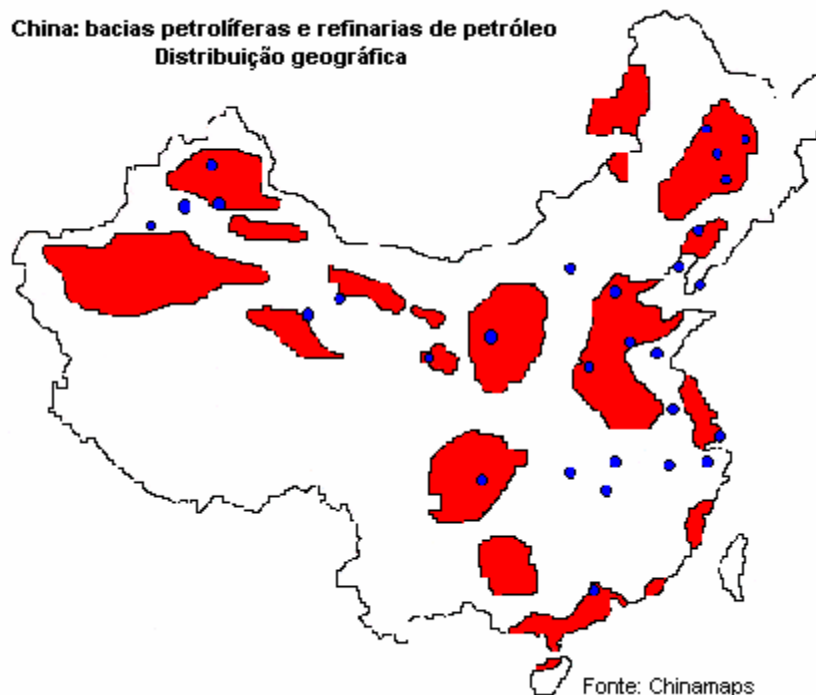 China: bacias petrolíferas e refinarias de petróleo
Distribuição geográfica
Fonte: Chinamaps